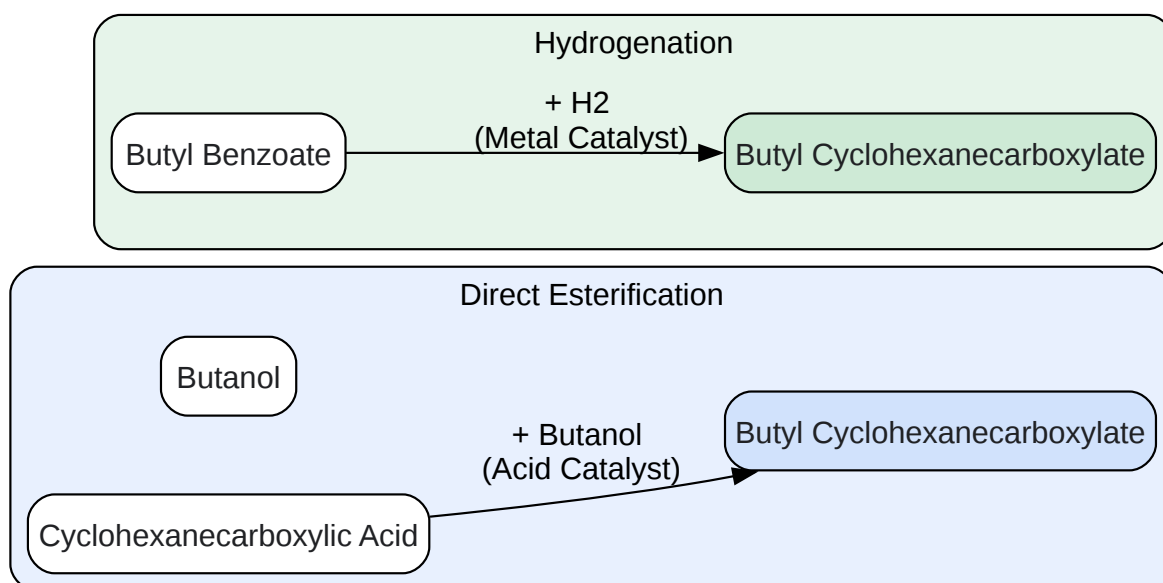 Hydrogenation
+ H2
(Metal Catalyst)
Butyl Benzoate
Butyl Cyclohexanecarboxylate
Direct Esterification
Butanol
+ Butanol
(Acid Catalyst)
Butyl Cyclohexanecarboxylate
Cyclohexanecarboxylic Acid